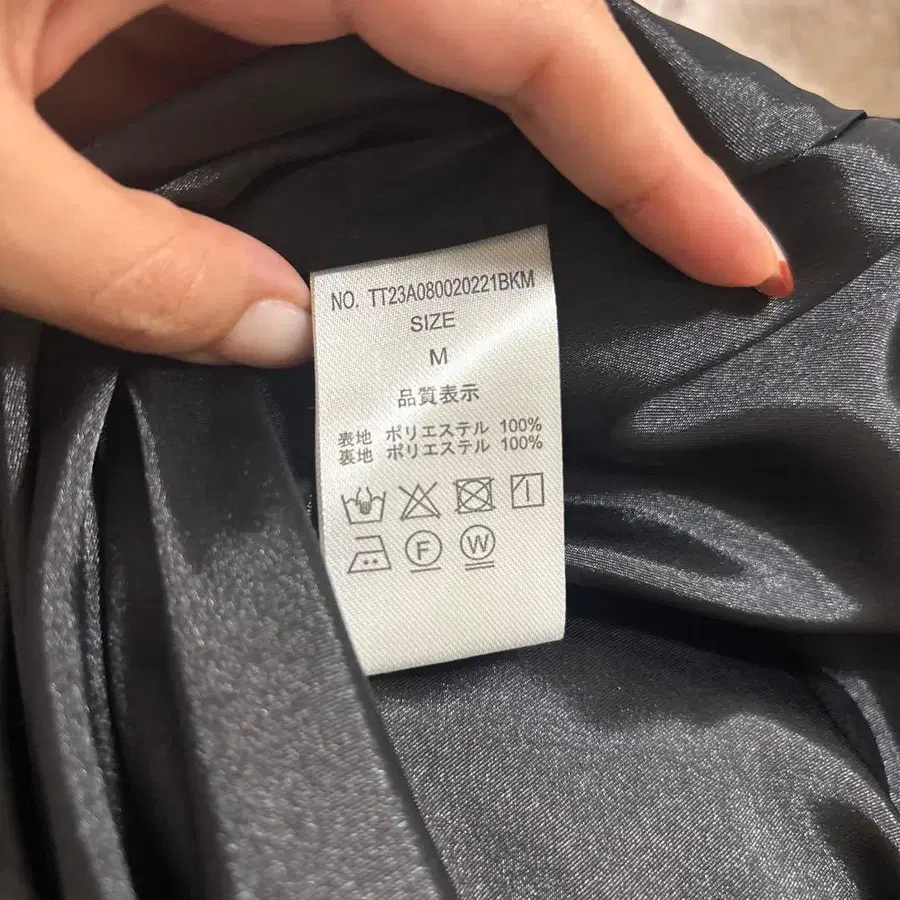 NO. TT23A080020221BKM
SIZE
M
品質表示
表地 ポリエステル 100%
裏地 ポリエステル 100%
F W